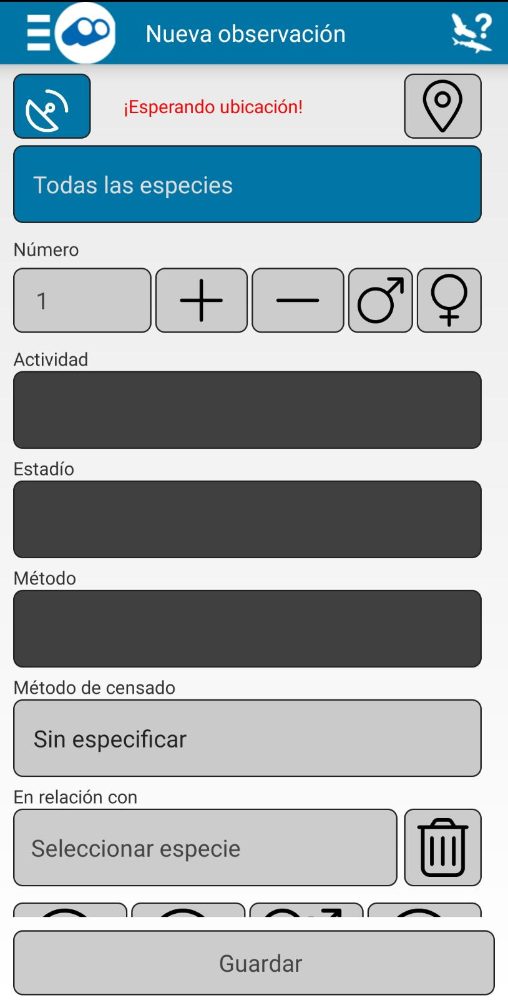 Nueva observación
¡Esperando ubicación!
Todas las especies
Número
1
Actividad
Estadío
Método
Método de censado
Sin especificar
En relación con
Seleccionar especie
Guardar